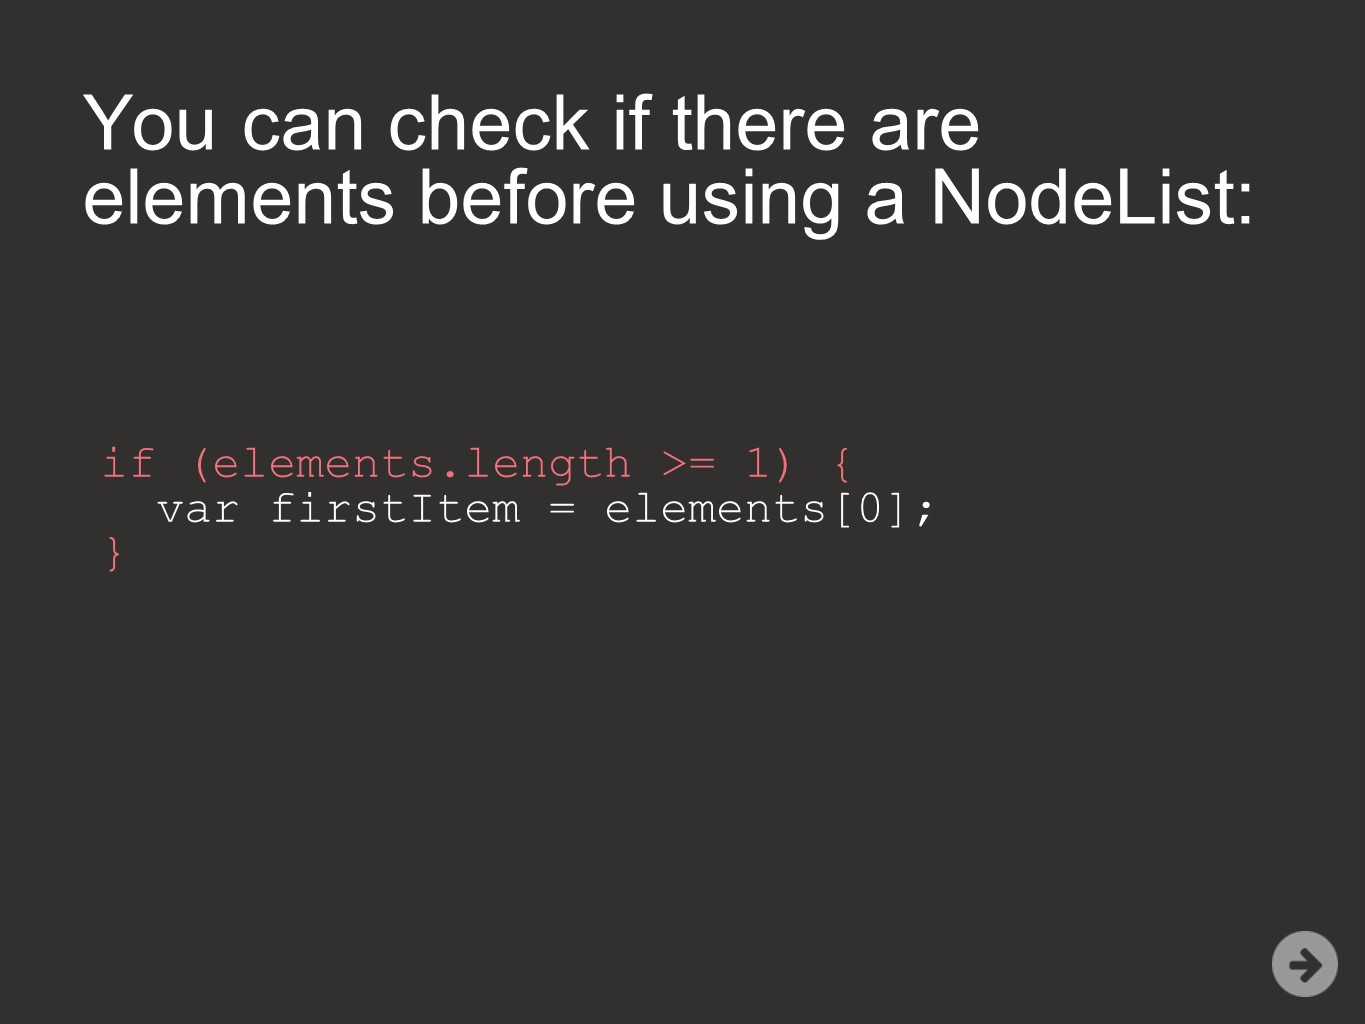 You can check if there are
elements before using a NodeList:
if (elements.length >= 1) {
  var firstItem = elements[0];
}